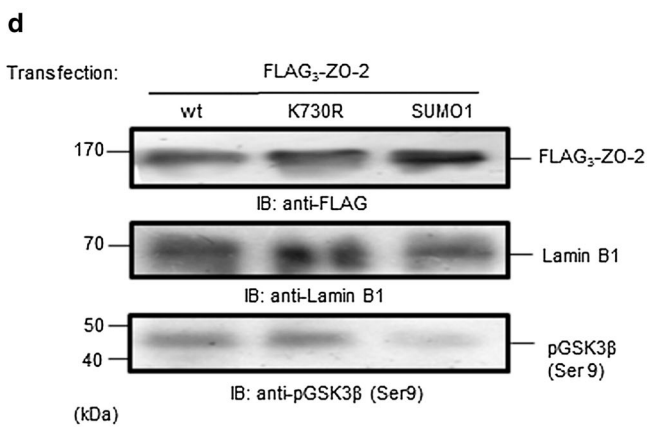 d
Transfection: FLAG₃-ZO-2
wt K730R SUMO1
170 FLAG₃-ZO-2
IB: anti-FLAG
70 Lamin B1
IB: anti-Lamin B1
50
40
pGSK3β
(Ser 9)
IB: anti-pGSK3β (Ser9)
(kDa)